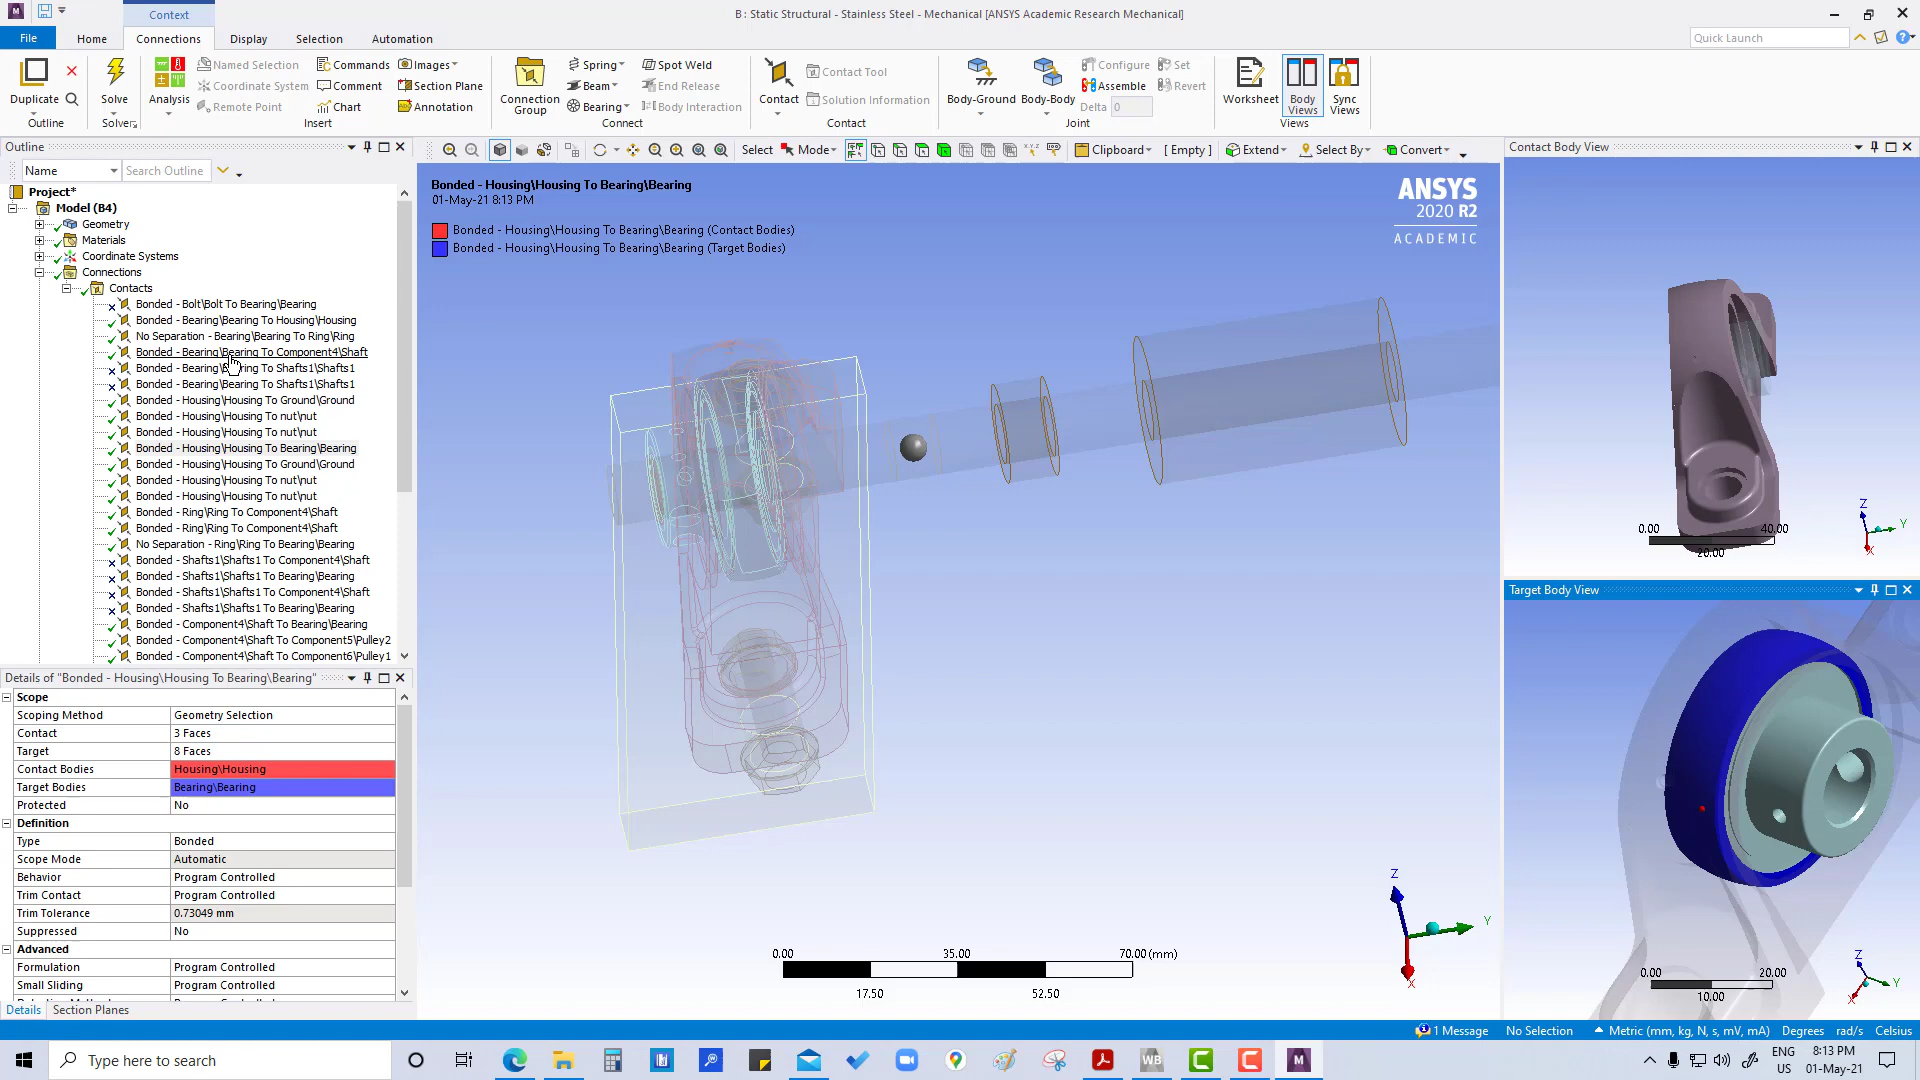 Context
B : Static Structural - Stainless Steel - Mechanical [ANSYS Academic Research Mechanical]
File
Home
Connections
Display
Selection
Automation
Quick Launch
Duplicate
Outline
Solve
Solver
Analysis
Named Selection
Coordinate System
Remote Point
Commands
Comment
Chart
Images
Section Plane
Annotation
Insert
Connection Group
Spring
Beam
Bearing
Spot Weld
End Release
Body Interaction
Connect
Contact
Contact Tool
Solution Information
Contact
Body-Ground
Body-Body
Configure
Set
Assemble
Revert
Delta 0
Joint
Worksheet
Body Views
Sync Views
Views
Outline
Name
Search Outline
Select
Mode
Clipboard
[ Empty ]
Extend
Select By
Convert
Project*
Model (B4)
Geometry
Materials
Coordinate Systems
Connections
Contacts
Bonded - Bolt\Bolt To Bearing\Bearing
Bonded - Bearing\Bearing To Housing\Housing
No Separation - Bearing\Bearing To Ring\Ring
Bonded - Bearing\Bearing To Component4\Shaft
Bonded - Bearing\Bearing To Shafts1\Shafts1
Bonded - Bearing\Bearing To Shafts1\Shafts1
Bonded - Housing\Housing To Ground\Ground
Bonded - Housing\Housing To nut\nut
Bonded - Housing\Housing To nut\nut
Bonded - Housing\Housing To Bearing\Bearing
Bonded - Housing\Housing To Ground\Ground
Bonded - Housing\Housing To nut\nut
Bonded - Housing\Housing To nut\nut
Bonded - Ring\Ring To Component4\Shaft
Bonded - Ring\Ring To Component4\Shaft
No Separation - Ring\Ring To Bearing\Bearing
Bonded - Shafts1\Shafts1 To Component4\Shaft
Bonded - Shafts1\Shafts1 To Bearing\Bearing
Bonded - Shafts1\Shafts1 To Component4\Shaft
Bonded - Shafts1\Shafts1 To Bearing\Bearing
Bonded - Component4\Shaft To Bearing\Bearing
Bonded - Component4\Shaft To Component5\Pulley2
Bonded - Component4\Shaft To Component6\Pulley1
Details of "Bonded - Housing\Housing To Bearing\Bearing"
Scope
Scoping Method Geometry Selection
Contact 3 Faces
Target 8 Faces
Contact Bodies Housing\Housing
Target Bodies Bearing\Bearing
Protected No
Definition
Type Bonded
Scope Mode Automatic
Behavior Program Controlled
Trim Contact Program Controlled
Trim Tolerance 0.73049 mm
Suppressed No
Advanced
Formulation Program Controlled
Small Sliding Program Controlled
Details
Section Planes
Bonded - Housing\Housing To Bearing\Bearing
01-May-21 8:13 PM
Bonded - Housing\Housing To Bearing\Bearing (Contact Bodies)
Bonded - Housing\Housing To Bearing\Bearing (Target Bodies)
ANSYS
2020 R2
ACADEMIC
0.00 35.00 70.00 (mm)
17.50 52.50
Z
Y
X
Contact Body View
0.00 40.00
20.00
Z
Y
X
Target Body View
0.00 20.00
10.00
Z
Y
X
1 Message
No Selection
Metric (mm, kg, N, s, mV, mA)
Degrees
rad/s
Celsius
Type here to search
WB
M
ENG
US
8:13 PM
01-May-21